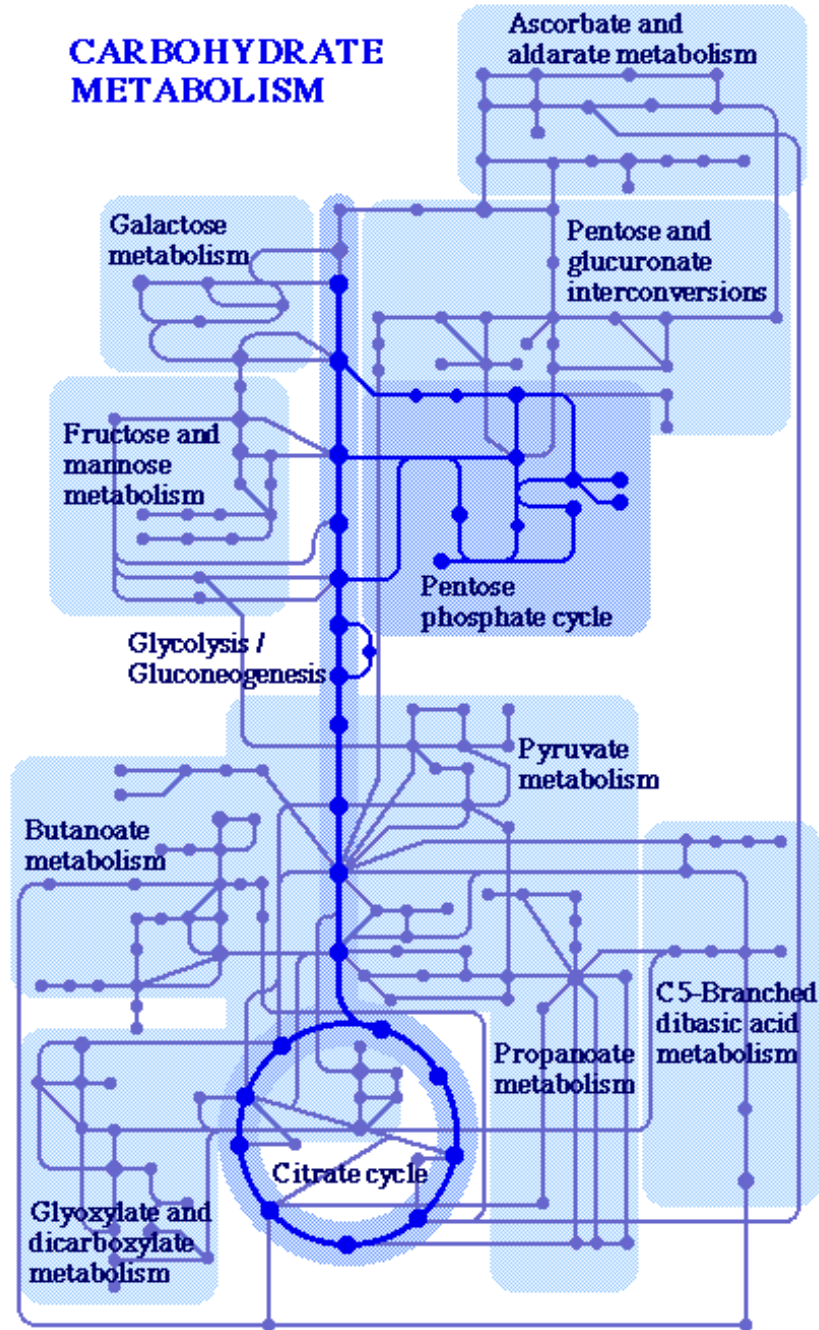 CARBOHYDRATE
METABOLISM
Ascorbate and
aldarate metabolism
Galactose
metabolism
Pentose and
glucuronate
interconversions
Fructose and
mannose
metabolism
Pentose
phosphate cycle
Glycolysis /
Gluconeogenesis
Pyruvate
metabolism
Butanoate
metabolism
C5-Branched
dibasic acid
metabolism
Propanoate
metabolism
Citrate cycle
Glyoxylate and
dicarboxylate
metabolism